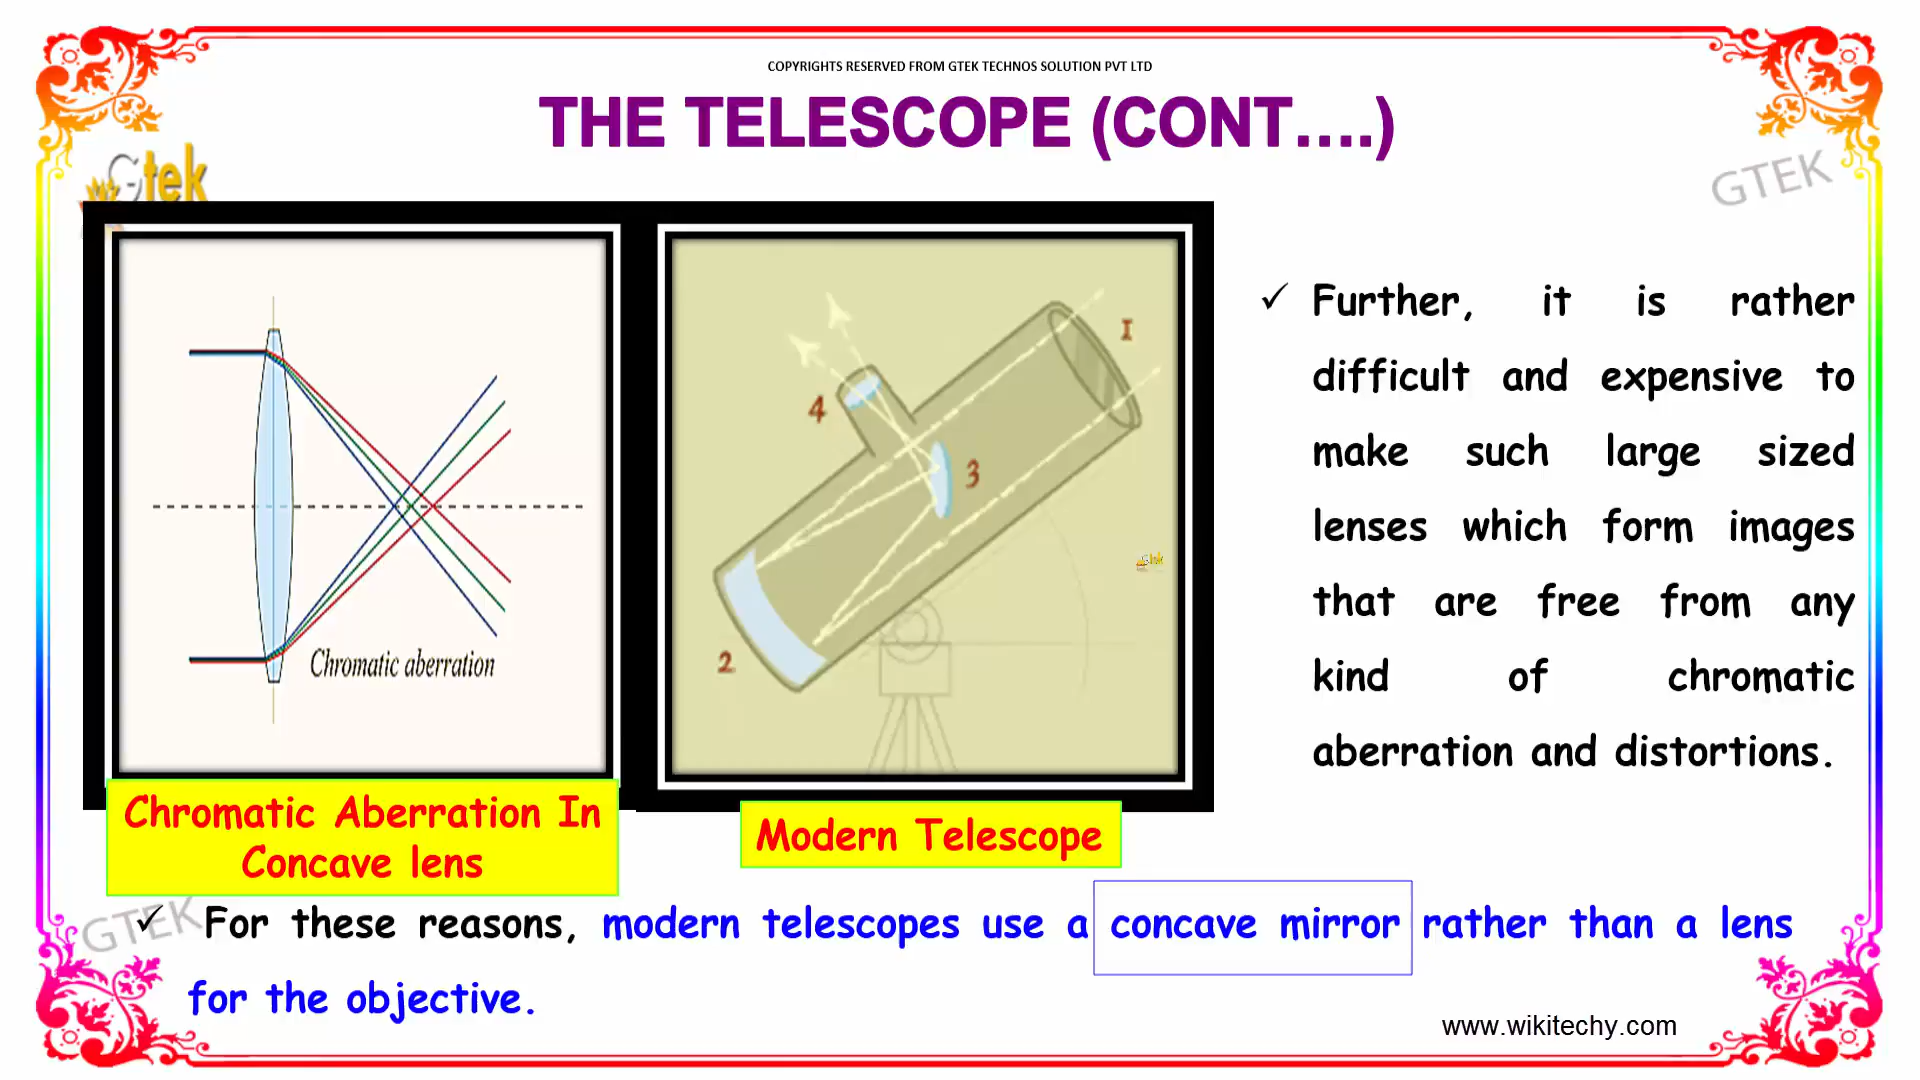 COPYRIGHTS RESERVED FROM GTEK TECHNOS SOLUTION PVT LTD
THE TELESCOPE (CONT....)
Gtek
GTEK
Chromatic aberration
1
2
3
4
Gtek
Chromatic Aberration In
Concave lens
Modern Telescope
✓ Further, it is rather
difficult and expensive to
make such large sized
lenses which form images
that are free from any
kind of chromatic
aberration and distortions.
GTEK
✓ For these reasons, modern telescopes use a concave mirror rather than a lens
for the objective.
www.wikitechy.com